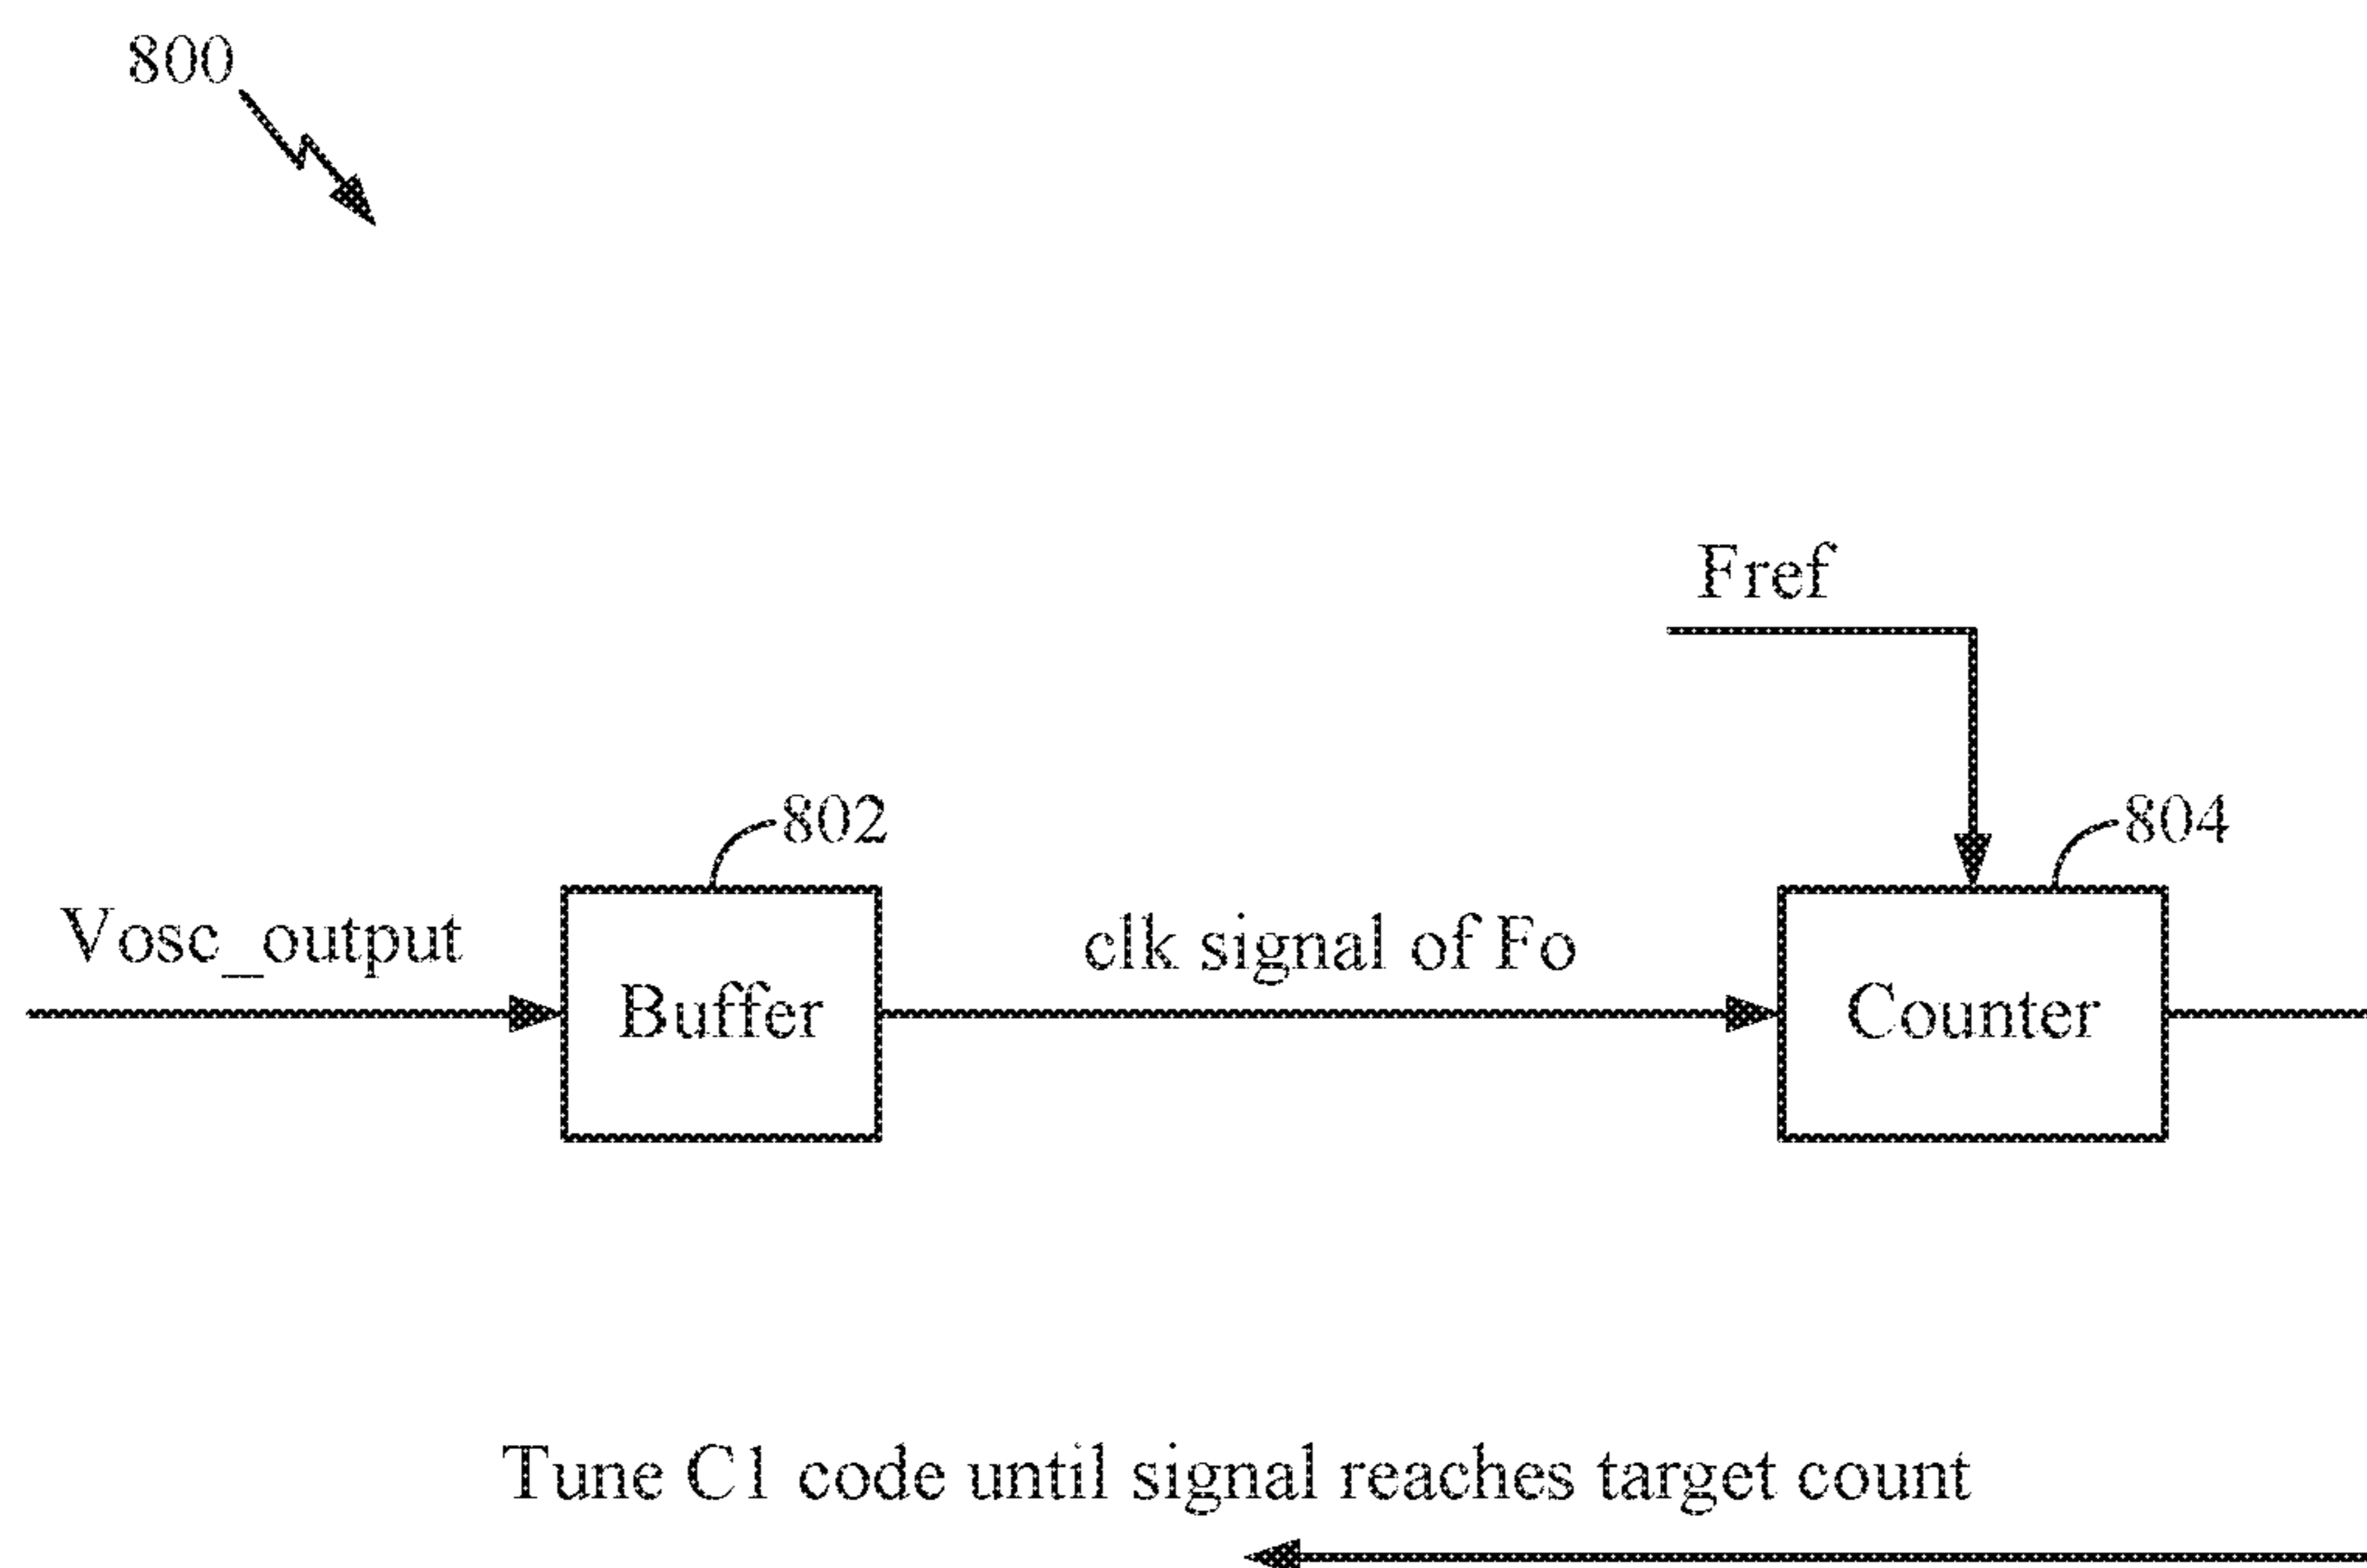 800
Fref
802
804
Vosc_output
clk signal of Fo
Buffer
Counter
Tune C1 code until signal reaches target count